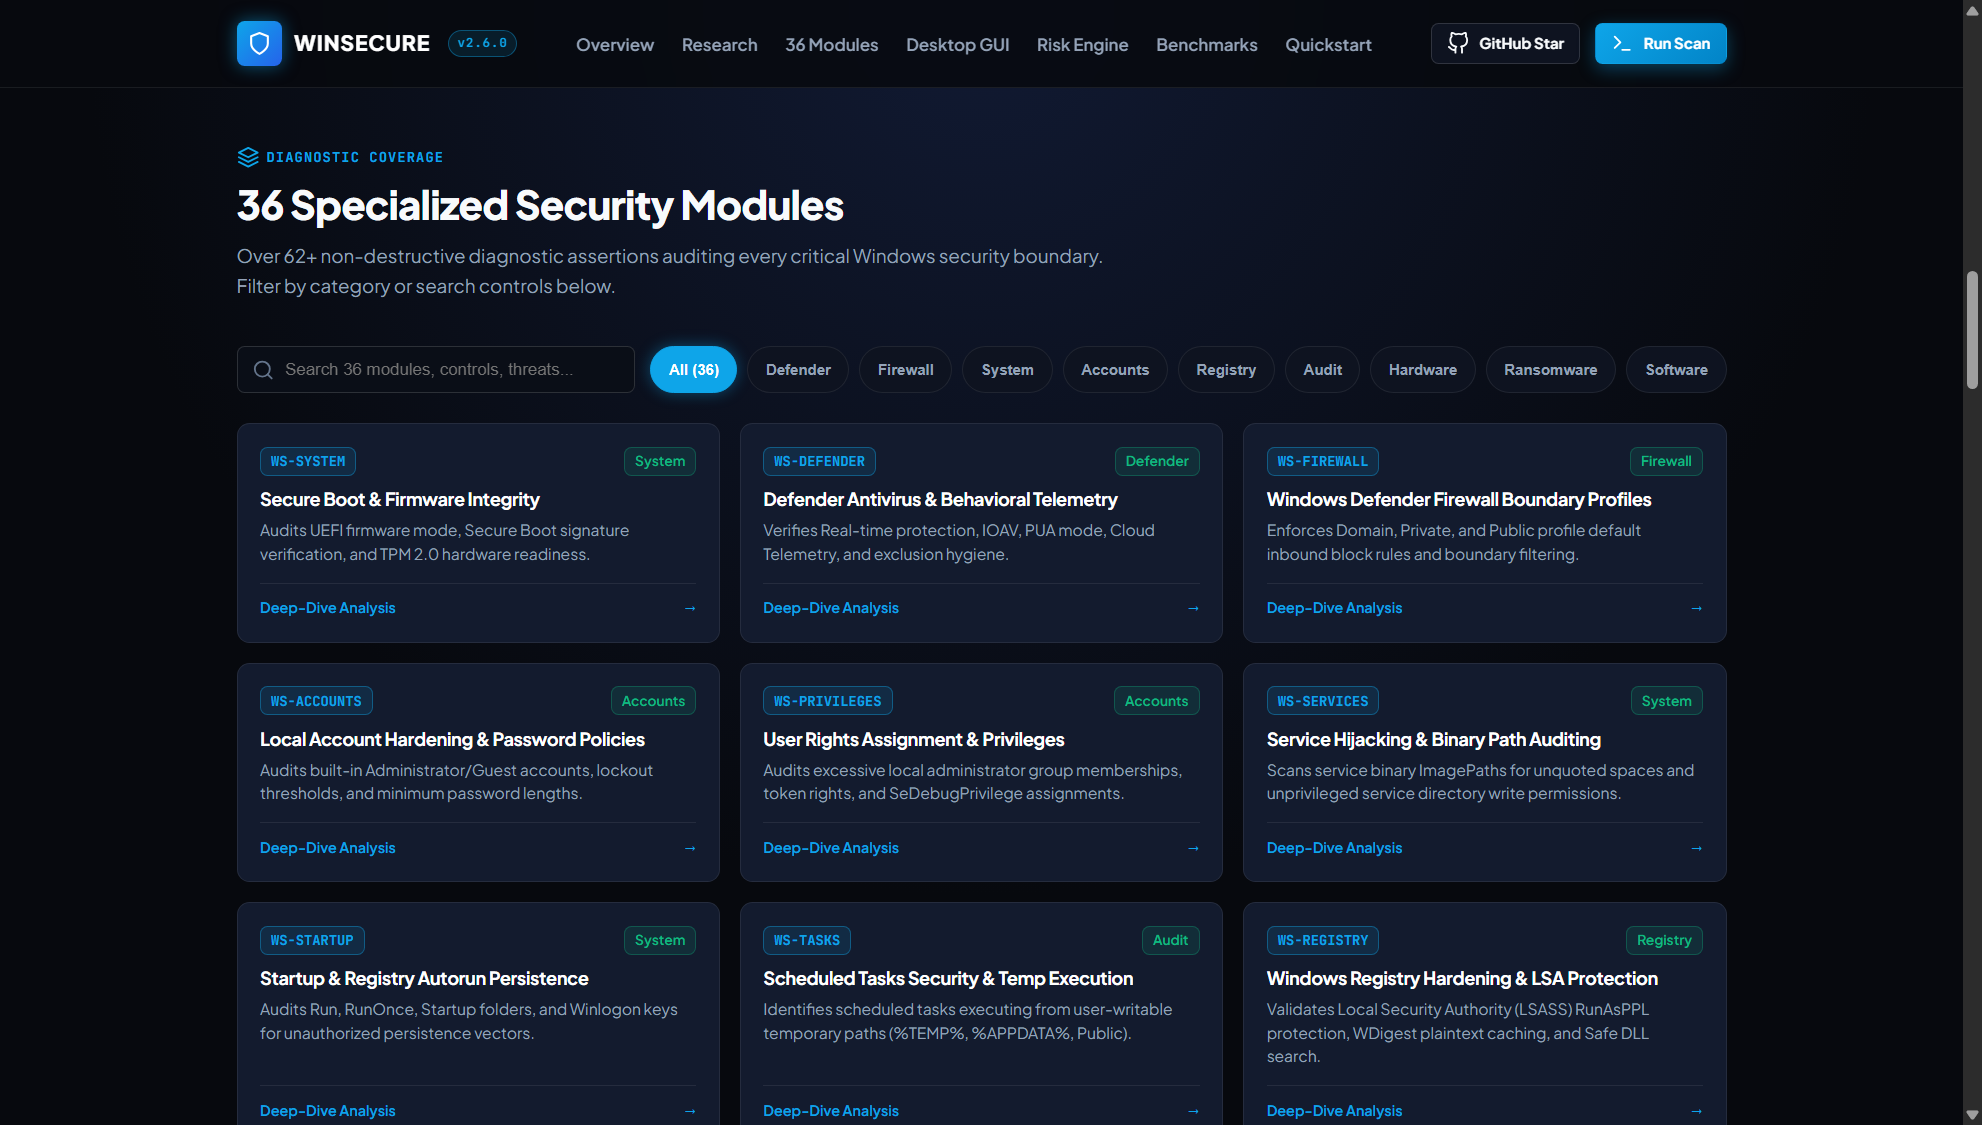 WINSECURE
v2.6.0
Overview
Research
36 Modules
Desktop GUI
Risk Engine
Benchmarks
Quickstart
GitHub Star
Run Scan
DIAGNOSTIC COVERAGE
36 Specialized Security Modules
Over 62+ non-destructive diagnostic assertions auditing every critical Windows security boundary.
Filter by category or search controls below.
Search 36 modules, controls, threats...
All (36)
Defender
Firewall
System
Accounts
Registry
Audit
Hardware
Ransomware
Software
WS-SYSTEM
System
Secure Boot & Firmware Integrity
Audits UEFI firmware mode, Secure Boot signature
verification, and TPM 2.0 hardware readiness.
Deep-Dive Analysis →
WS-DEFENDER
Defender
Defender Antivirus & Behavioral Telemetry
Verifies Real-time protection, IOAV, PUA mode, Cloud
Telemetry, and exclusion hygiene.
Deep-Dive Analysis →
WS-FIREWALL
Firewall
Windows Defender Firewall Boundary Profiles
Enforces Domain, Private, and Public profile default
inbound block rules and boundary filtering.
Deep-Dive Analysis →
WS-ACCOUNTS
Accounts
Local Account Hardening & Password Policies
Audits built-in Administrator/Guest accounts, lockout
thresholds, and minimum password lengths.
Deep-Dive Analysis →
WS-PRIVILEGES
Accounts
User Rights Assignment & Privileges
Audits excessive local administrator group memberships,
token rights, and SeDebugPrivilege assignments.
Deep-Dive Analysis →
WS-SERVICES
System
Service Hijacking & Binary Path Auditing
Scans service binary ImagePaths for unquoted spaces and
unprivileged service directory write permissions.
Deep-Dive Analysis →
WS-STARTUP
System
Startup & Registry Autorun Persistence
Audits Run, RunOnce, Startup folders, and Winlogon keys
for unauthorized persistence vectors.
Deep-Dive Analysis →
WS-TASKS
Audit
Scheduled Tasks Security & Temp Execution
Identifies scheduled tasks executing from user-writable
temporary paths (%TEMP%, %APPDATA%, Public).
Deep-Dive Analysis →
WS-REGISTRY
Registry
Windows Registry Hardening & LSA Protection
Validates Local Security Authority (LSASS) RunAsPPL
protection, WDigest plaintext caching, and Safe DLL
search.
Deep-Dive Analysis →